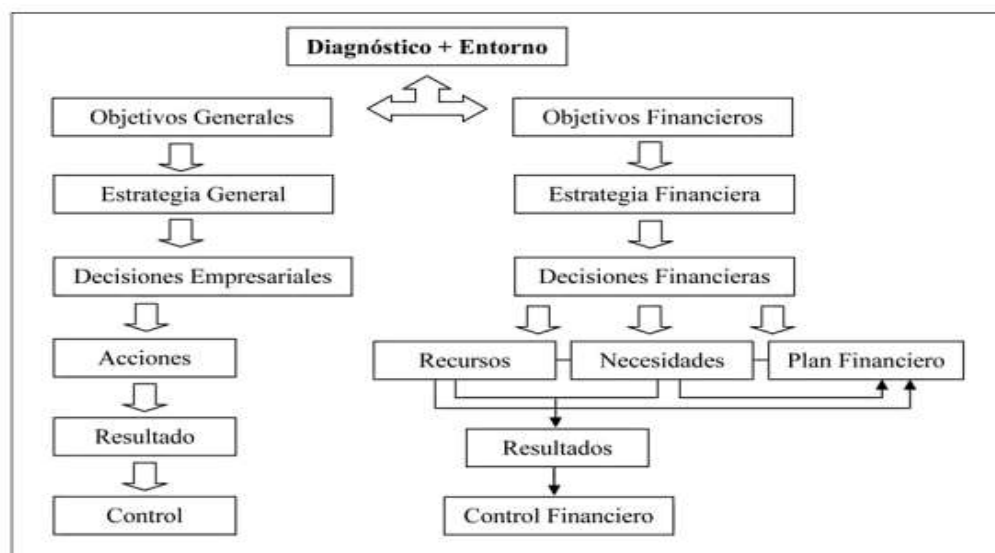 Diagnóstico + Entorno
Objetivos Generales
Objetivos Financieros
Estrategia General
Estrategia Financiera
Decisiones Empresariales
Decisiones Financieras
Acciones
Recursos
Necesidades
Plan Financiero
Resultado
Resultados
Control
Control Financiero